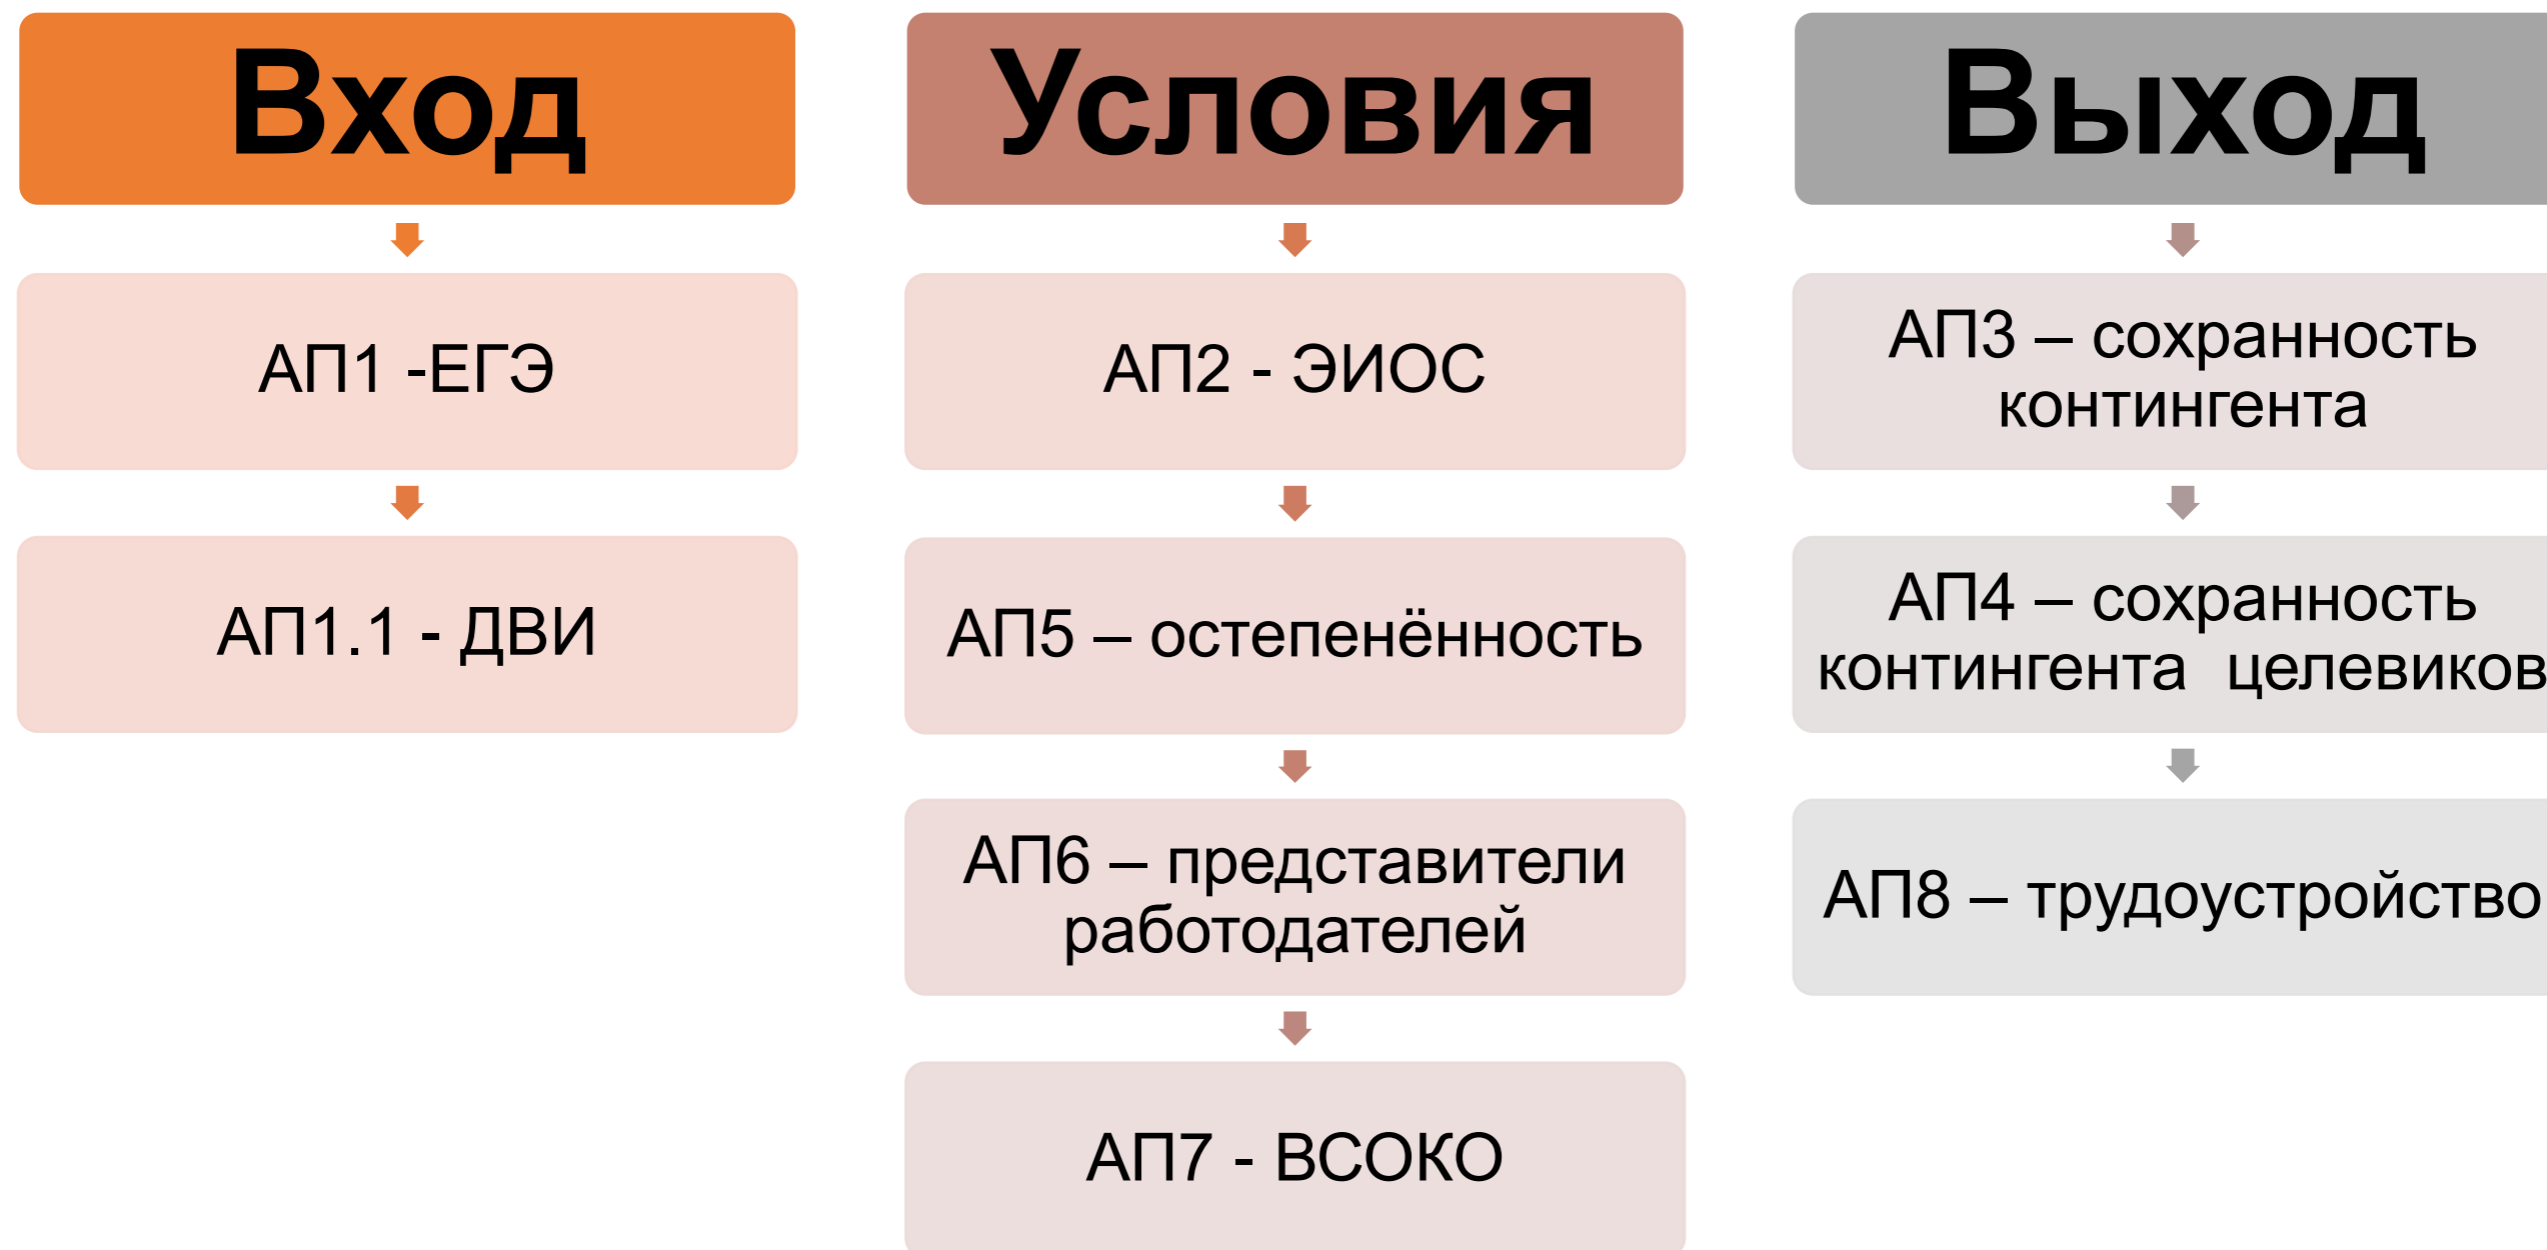 Вход
АП1 -ЕГЭ
АП1.1 - ДВИ
Условия
АП2 - ЭИОС
АП5 – остепенённость
АП6 – представители
работодателей
АП7 - ВСОКО
Выход
АП3 – сохранность
контингента
АП4 – сохранность
контингента  целевиков
АП8 – трудоустройство